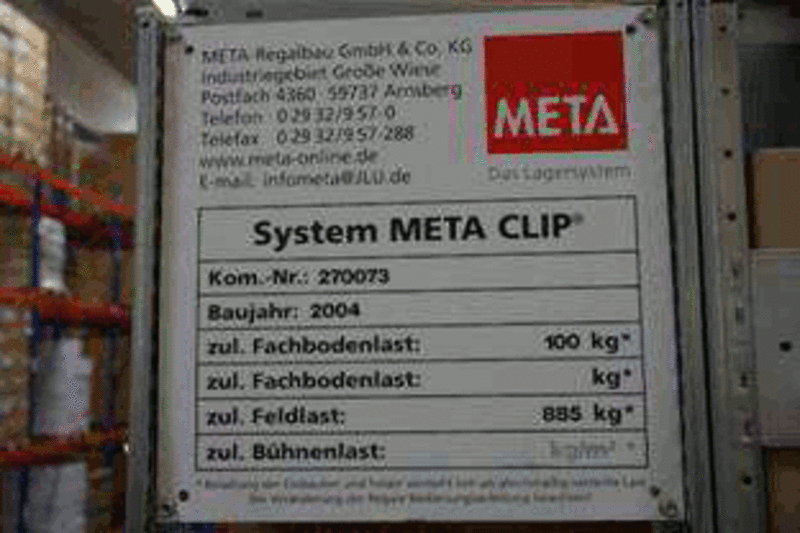 META Regalbau GmbH & Co. KG
Industriegebiet Große Wiese
Postfach 4360 59737 Arnsberg
Telefon 0 29 32/9 57-0
Telefax 0 29 32/9 57-288
www.meta-online.de
E-mail: infometa@JLU.de
META
Das Lagersystem
System META CLIP®
Kom.-Nr.: 270073
Baujahr: 2004
zul. Fachbodenlast: 100 kg*
zul. Fachbodenlast: kg*
zul. Feldlast: 885 kg*
zul. Bühnenlast: kg/m² *